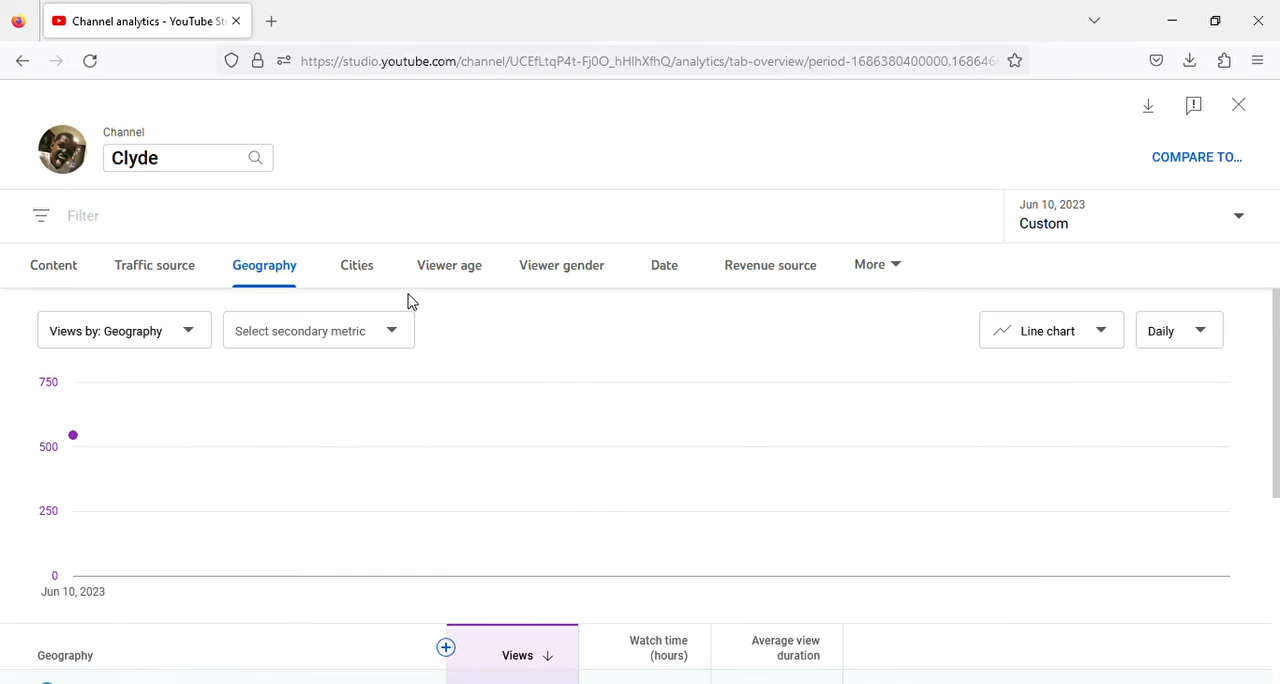 Channel analytics - YouTube St
https://studio.youtube.com/channel/UCEfLtqP4t-Fj0O_hHIhXfhQ/analytics/tab-overview/period-1686380400000,168646
Channel
Clyde
COMPARE TO...
Filter
Jun 10, 2023
Custom
Content
Traffic source
Geography
Cities
Viewer age
Viewer gender
Date
Revenue source
More
Views by: Geography
Select secondary metric
Line chart
Daily
750
500
250
0
Jun 10, 2023
Geography
Views
Watch time
(hours)
Average view
duration